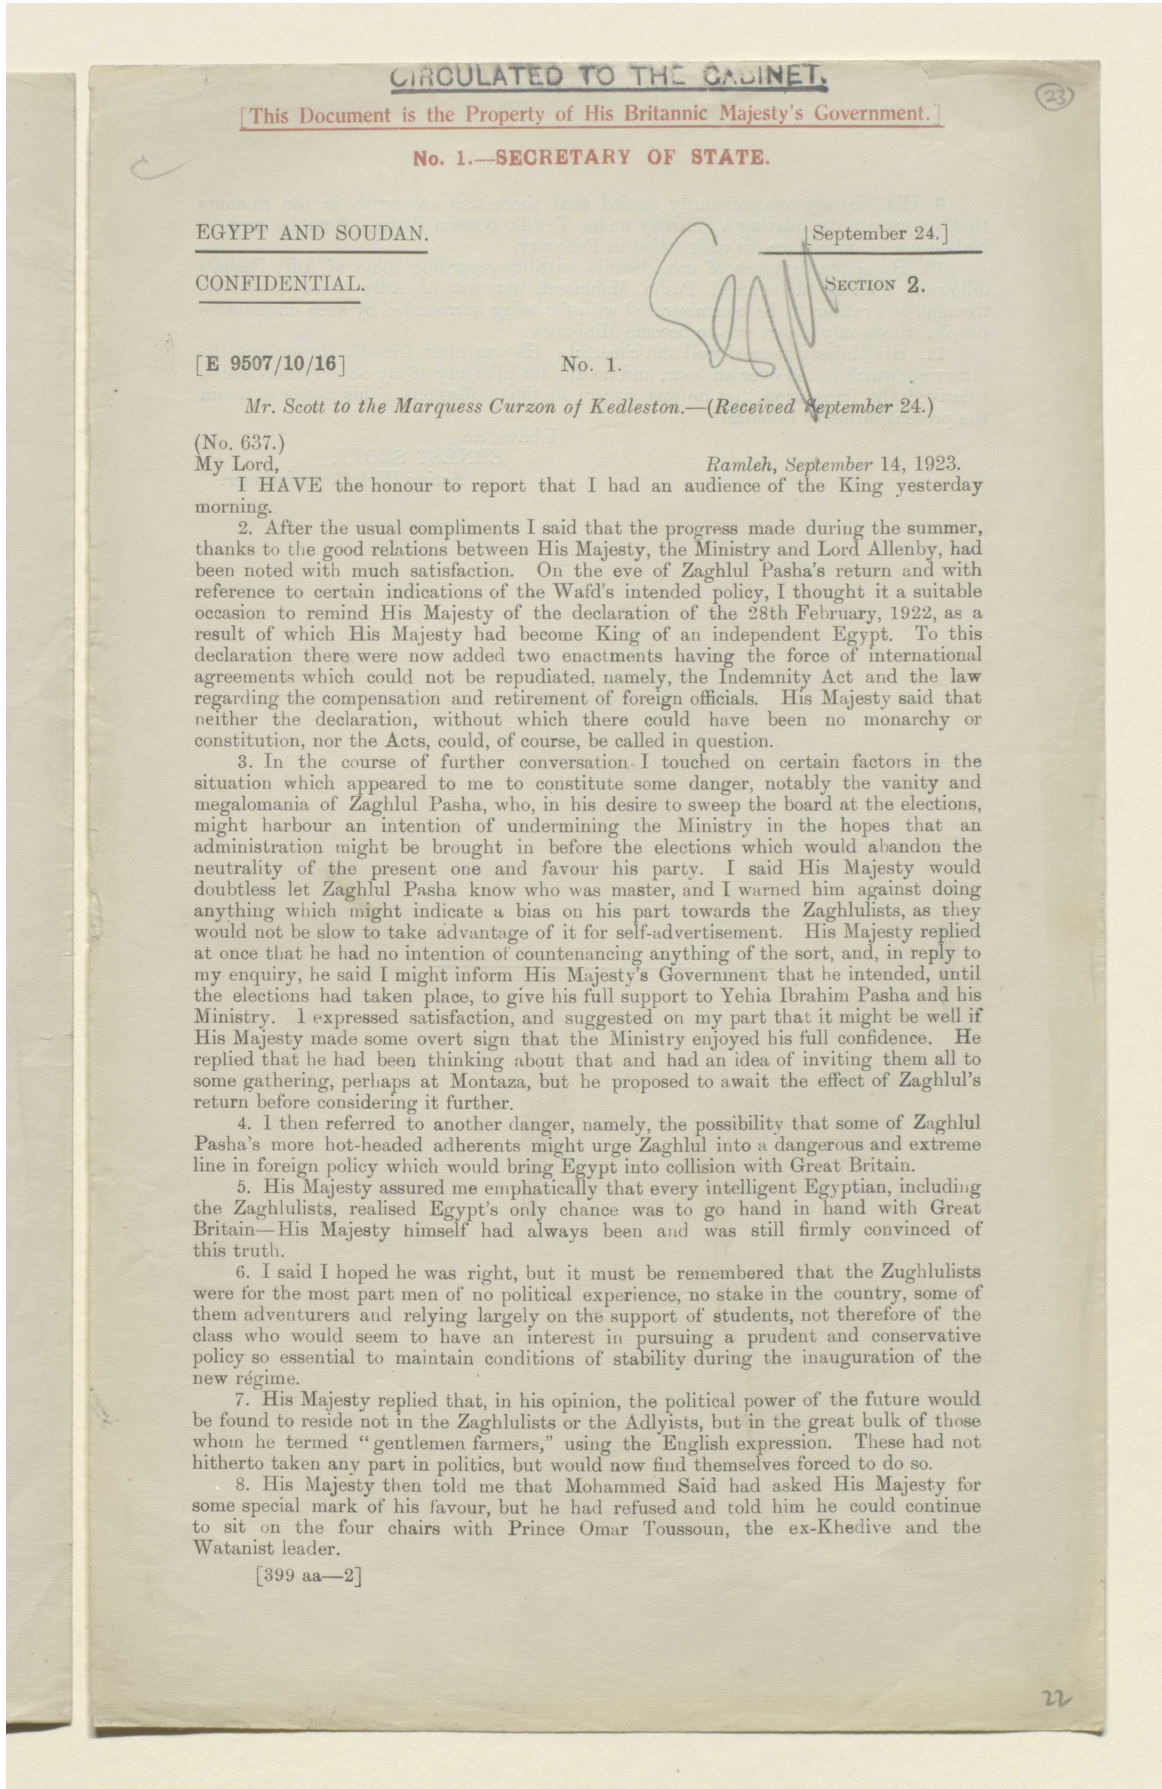 CIRCULATED TO THE CABINET.
23
[This Document is the Property of His Britannic Majesty's Government.]
No. 1.—SECRETARY OF STATE.
EGYPT AND SOUDAN.
[September 24.]
CONFIDENTIAL.
SECTION 2.
Egypt
[E 9507/10/16]
No. 1.
Mr. Scott to the Marquess Curzon of Kedleston.—(Received September 24.)
(No. 637.)
My Lord,
Ramleh, September 14, 1923.
I HAVE the honour to report that I had an audience of the King yesterday
morning.
2. After the usual compliments I said that the progress made during the summer,
thanks to the good relations between His Majesty, the Ministry and Lord Allenby, had
been noted with much satisfaction. On the eve of Zaghlul Pasha's return and with
reference to certain indications of the Wafd's intended policy, I thought it a suitable
occasion to remind His Majesty of the declaration of the 28th February, 1922, as a
result of which His Majesty had become King of an independent Egypt. To this
declaration there were now added two enactments having the force of international
agreements which could not be repudiated, namely, the Indemnity Act and the law
regarding the compensation and retirement of foreign officials. His Majesty said that
neither the declaration, without which there could have been no monarchy or
constitution, nor the Acts, could, of course, be called in question.
3. In the course of further conversation I touched on certain factors in the
situation which appeared to me to constitute some danger, notably the vanity and
megalomania of Zaghlul Pasha, who, in his desire to sweep the board at the elections,
might harbour an intention of undermining the Ministry in the hopes that an
administration might be brought in before the elections which would abandon the
neutrality of the present one and favour his party. I said His Majesty would
doubtless let Zaghlul Pasha know who was master, and I warned him against doing
anything which might indicate a bias on his part towards the Zaghlulists, as they
would not be slow to take advantage of it for self-advertisement. His Majesty replied
at once that he had no intention of countenancing anything of the sort, and, in reply to
my enquiry, he said I might inform His Majesty's Government that he intended, until
the elections had taken place, to give his full support to Yehia Ibrahim Pasha and his
Ministry. I expressed satisfaction, and suggested on my part that it might be well if
His Majesty made some overt sign that the Ministry enjoyed his full confidence. He
replied that he had been thinking about that and had an idea of inviting them all to
some gathering, perhaps at Montaza, but he proposed to await the effect of Zaghlul's
return before considering it further.
4. I then referred to another danger, namely, the possibility that some of Zaghlul
Pasha's more hot-headed adherents might urge Zaghlul into a dangerous and extreme
line in foreign policy which would bring Egypt into collision with Great Britain.
5. His Majesty assured me emphatically that every intelligent Egyptian, including
the Zaghlulists, realised Egypt's only chance was to go hand in hand with Great
Britain—His Majesty himself had always been and was still firmly convinced of
this truth.
6. I said I hoped he was right, but it must be remembered that the Zughlulists
were for the most part men of no political experience, no stake in the country, some of
them adventurers and relying largely on the support of students, not therefore of the
class who would seem to have an interest in pursuing a prudent and conservative
policy so essential to maintain conditions of stability during the inauguration of the
new régime.
7. His Majesty replied that, in his opinion, the political power of the future would
be found to reside not in the Zaghlulists or the Adlyists, but in the great bulk of those
whom he termed "gentlemen farmers," using the English expression. These had not
hitherto taken any part in politics, but would now find themselves forced to do so.
8. His Majesty then told me that Mohammed Said had asked His Majesty for
some special mark of his favour, but he had refused and told him he could continue
to sit on the four chairs with Prince Omar Toussoun, the ex-Khedive and the
Watanist leader.
[399 aa—2]
22